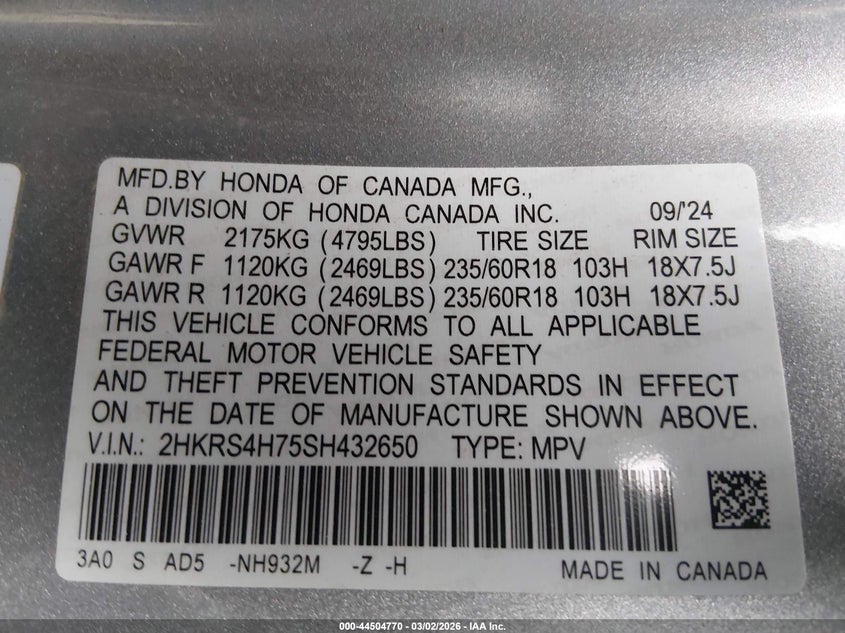 MFD.BY HONDA OF CANADA MFG.,
A DIVISION OF HONDA CANADA INC. 09/'24
GVWR 2175KG (4795LBS) TIRE SIZE RIM SIZE
GAWR F 1120KG (2469LBS) 235/60R18 103H 18X7.5J
GAWR R 1120KG (2469LBS) 235/60R18 103H 18X7.5J
THIS VEHICLE CONFORMS TO ALL APPLICABLE
FEDERAL MOTOR VEHICLE SAFETY
AND THEFT PREVENTION STANDARDS IN EFFECT
ON THE DATE OF MANUFACTURE SHOWN ABOVE.
V.I.N.: 2HKRS4H75SH432650 TYPE: MPV
3A0 S AD5 -NH932M -Z -H MADE IN CANADA
000-44504770 - 03/02/2026 - IAA Inc.